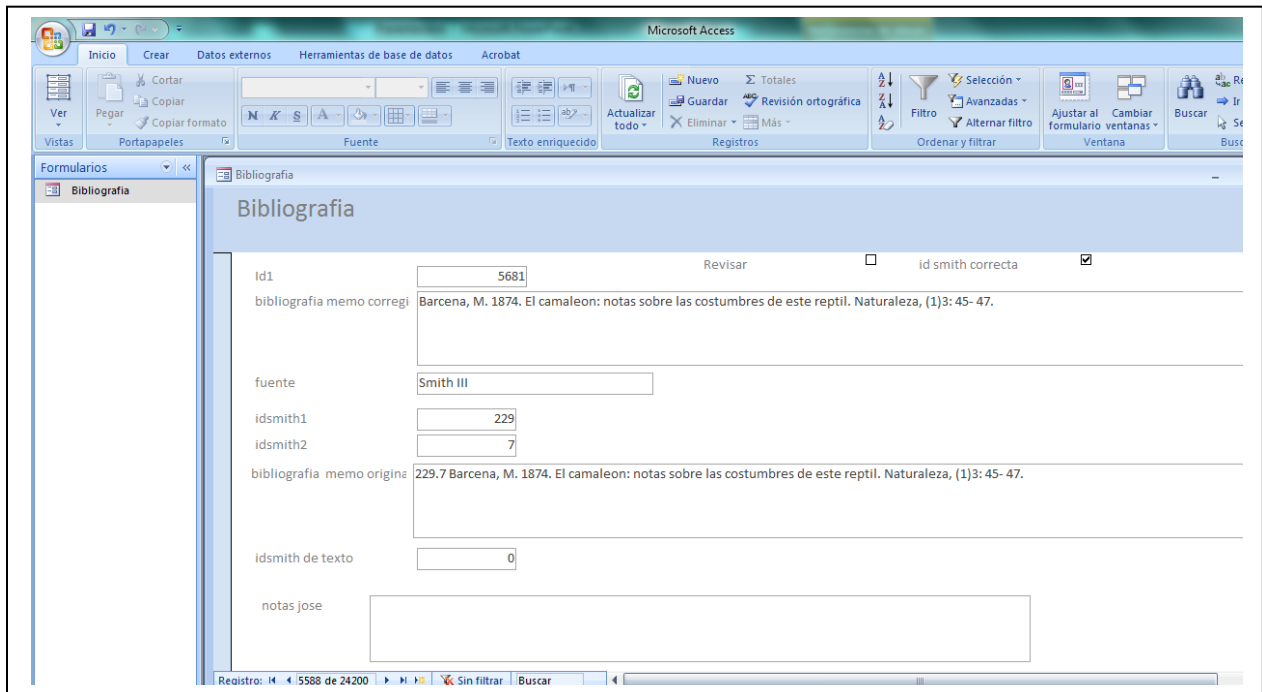 Microsoft Access
Inicio Crear Datos externos Herramientas de base de datos Acrobat
Ver
Pegar
Cortar
Copiar
Copiar formato
N K S A
ab
Actualizar todo
Nuevo
Guardar
Eliminar
Σ Totales
ABC Revisión ortográfica
Más
A Z
Z A
Filtro
Selección
Avanzadas
Alternar filtro
Ajustar al formulario
Cambiar ventanas
Buscar
Ir
Vistas Portapapeles Fuente Texto enriquecido Registros Ordenar y filtrar Ventana
Formularios
Bibliografia
Bibliografia
Bibliografia
Revisar id smith correcta
Id1 5681
bibliografia memo corregi Barcena, M. 1874. El camaleon: notas sobre las costumbres de este reptil. Naturaleza, (1)3: 45- 47.
fuente Smith III
idsmith1 229
idsmith2 7
bibliografia memo origina 229.7 Barcena, M. 1874. El camaleon: notas sobre las costumbres de este reptil. Naturaleza, (1)3: 45- 47.
idsmith de texto 0
notas jose
Registro: 5588 de 24200 Sin filtrar Buscar